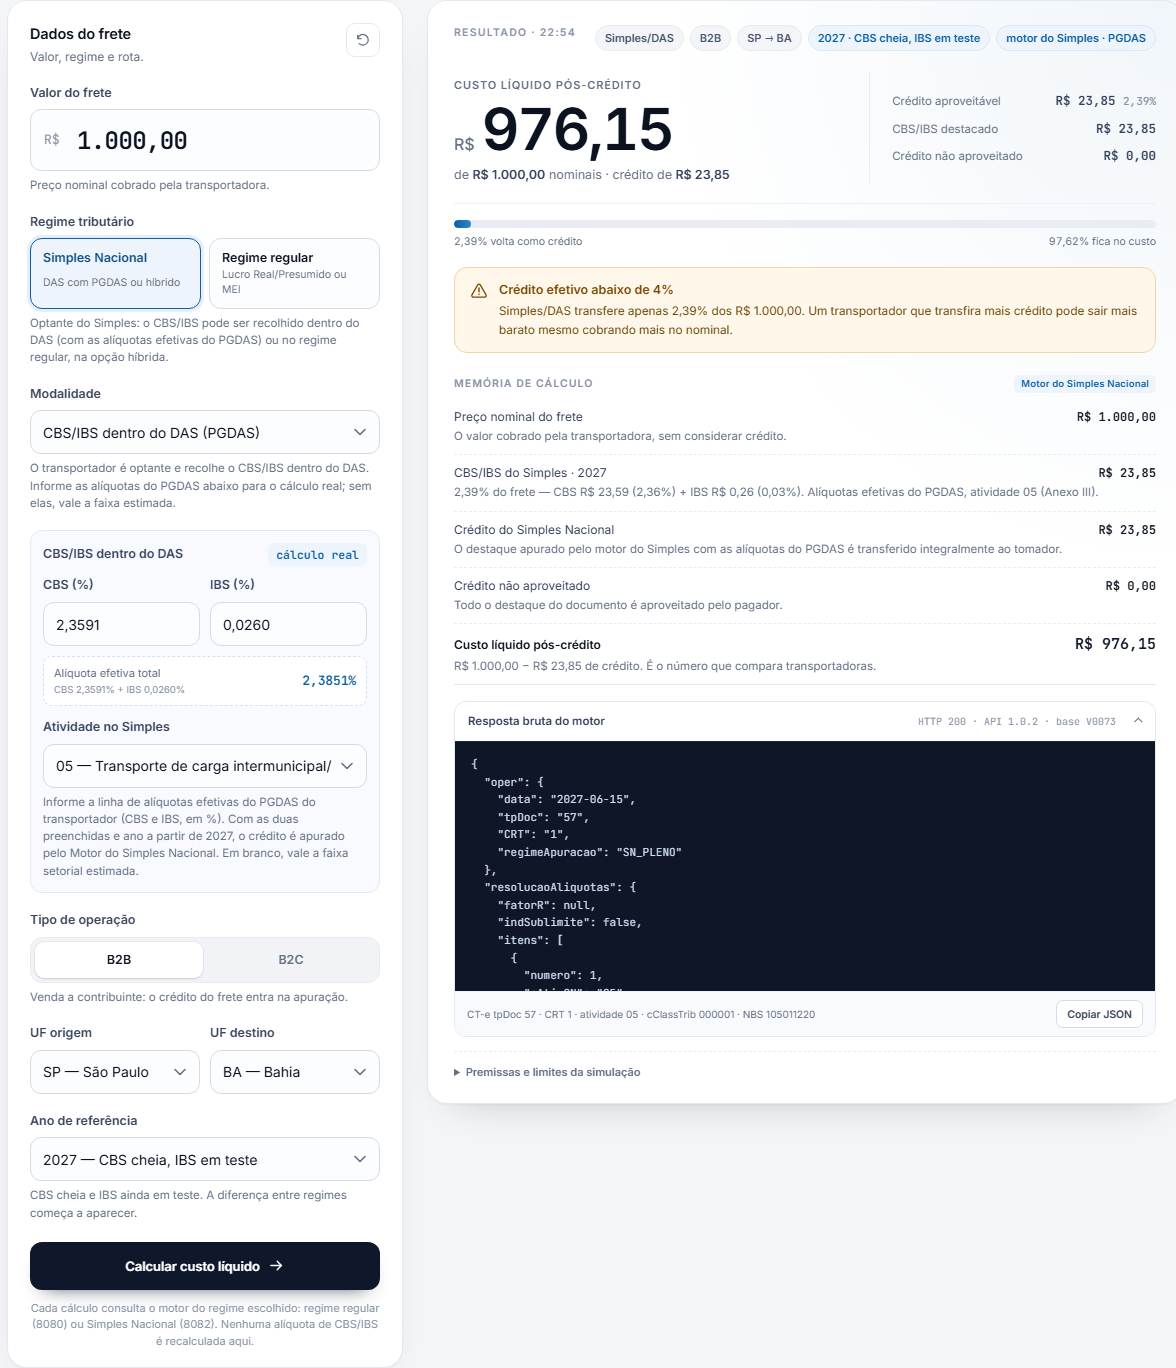 Dados do frete
Valor, regime e rota.
Valor do frete
R$ 1.000,00
Preço nominal cobrado pela transportadora.
Regime tributário
Simples Nacional
DAS com PGDAS ou híbrido
Regime regular
Lucro Real/Presumido ou
MEI
Optante do Simples: o CBS/IBS pode ser recolhido dentro do
DAS (com as alíquotas efetivas do PGDAS) ou no regime
regular, na opção híbrida.
Modalidade
CBS/IBS dentro do DAS (PGDAS)
O transportador é optante e recolhe o CBS/IBS dentro do DAS.
Informe as alíquotas do PGDAS abaixo para o cálculo real; sem
elas, vale a faixa estimada.
CBS/IBS dentro do DAS
cálculo real
CBS (%)
IBS (%)
2,3591
0,0260
Alíquota efetiva total
CBS 2,3591% + IBS 0,0260%
2,3851%
Atividade no Simples
05 — Transporte de carga intermunicipal/
Informe a linha de alíquotas efetivas do PGDAS do
transportador (CBS e IBS, em %). Com as duas
preenchidas e ano a partir de 2027, o crédito é apurado
pelo Motor do Simples Nacional. Em branco, vale a faixa
setorial estimada.
Tipo de operação
B2B
B2C
Venda a contribuinte: o crédito do frete entra na apuração.
UF origem
UF destino
SP — São Paulo
BA — Bahia
Ano de referência
2027 — CBS cheia, IBS em teste
CBS cheia e IBS ainda em teste. A diferença entre regimes
começa a aparecer.
Calcular custo líquido →
Cada cálculo consulta o motor do regime escolhido: regime regular
(8080) ou Simples Nacional (8082). Nenhuma alíquota de CBS/IBS
é recalculada aqui.
RESULTADO · 22:54
Simples/DAS
B2B
SP → BA
2027 · CBS cheia, IBS em teste
motor do Simples · PGDAS
CUSTO LÍQUIDO PÓS-CRÉDITO
R$ 976,15
de R$ 1.000,00 nominais · crédito de R$ 23,85
Crédito aproveitável R$ 23,85 2,39%
CBS/IBS destacado R$ 23,85
Crédito não aproveitado R$ 0,00
2,39% volta como crédito
97,62% fica no custo
Crédito efetivo abaixo de 4%
Simples/DAS transfere apenas 2,39% dos R$ 1.000,00. Um transportador que transfira mais crédito pode sair mais
barato mesmo cobrando mais no nominal.
MEMÓRIA DE CÁLCULO
Motor do Simples Nacional
Preço nominal do frete R$ 1.000,00
O valor cobrado pela transportadora, sem considerar crédito.
CBS/IBS do Simples · 2027 R$ 23,85
2,39% do frete — CBS R$ 23,59 (2,36%) + IBS R$ 0,26 (0,03%). Alíquotas efetivas do PGDAS, atividade 05 (Anexo III).
Crédito do Simples Nacional R$ 23,85
O destaque apurado pelo motor do Simples com as alíquotas do PGDAS é transferido integralmente ao tomador.
Crédito não aproveitado R$ 0,00
Todo o destaque do documento é aproveitado pelo pagador.
Custo líquido pós-crédito R$ 976,15
R$ 1.000,00 − R$ 23,85 de crédito. É o número que compara transportadoras.
Resposta bruta do motor
HTTP 200 · API 1.0.2 · base V0073
{
"oper": {
"data": "2027-06-15",
"tpDoc": "57",
"CRT": "1",
"regimeApuracao": "SN_PLENO"
},
"resolucaoAliquotas": {
"fatorR": null,
"indSublimite": false,
"itens": [
{
"numero": 1,
CT-e tpDoc 57 · CRT 1 · atividade 05 · cClassTrib 000001 · NBS 105011220
Copiar JSON
Premissas e limites da simulação